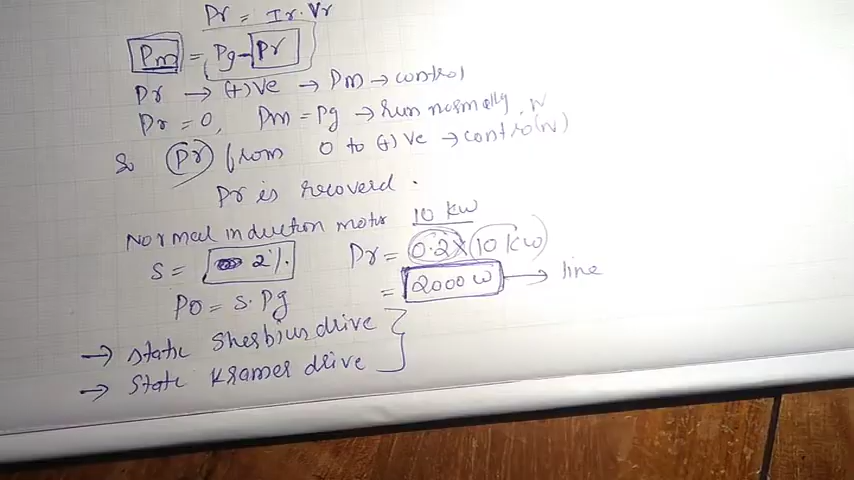 Pr = Ir. Vr
Pm = Pg - Pr
Pr → (+)ve → Pm → control
Pr = 0, Pm = Pg → run normally, N
So Pr (from 0 to (+)ve → control(N)
Pr is recoverd.
Normal induction motor 10 kw
S = 2%. Pr = 0.2 x 10 kw
PO = S. Pg = 2000 w → line
→ static Sherbius drive
→ static Kramer drive